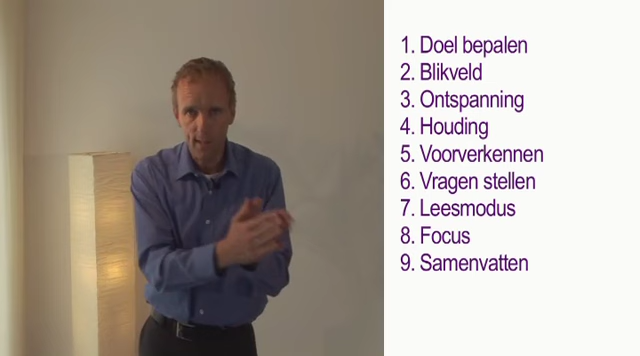 1. Doel bepalen
2. Blikveld
3. Ontspanning
4. Houding
5. Voorverkennen
6. Vragen stellen
7. Leesmodus
8. Focus
9. Samenvatten